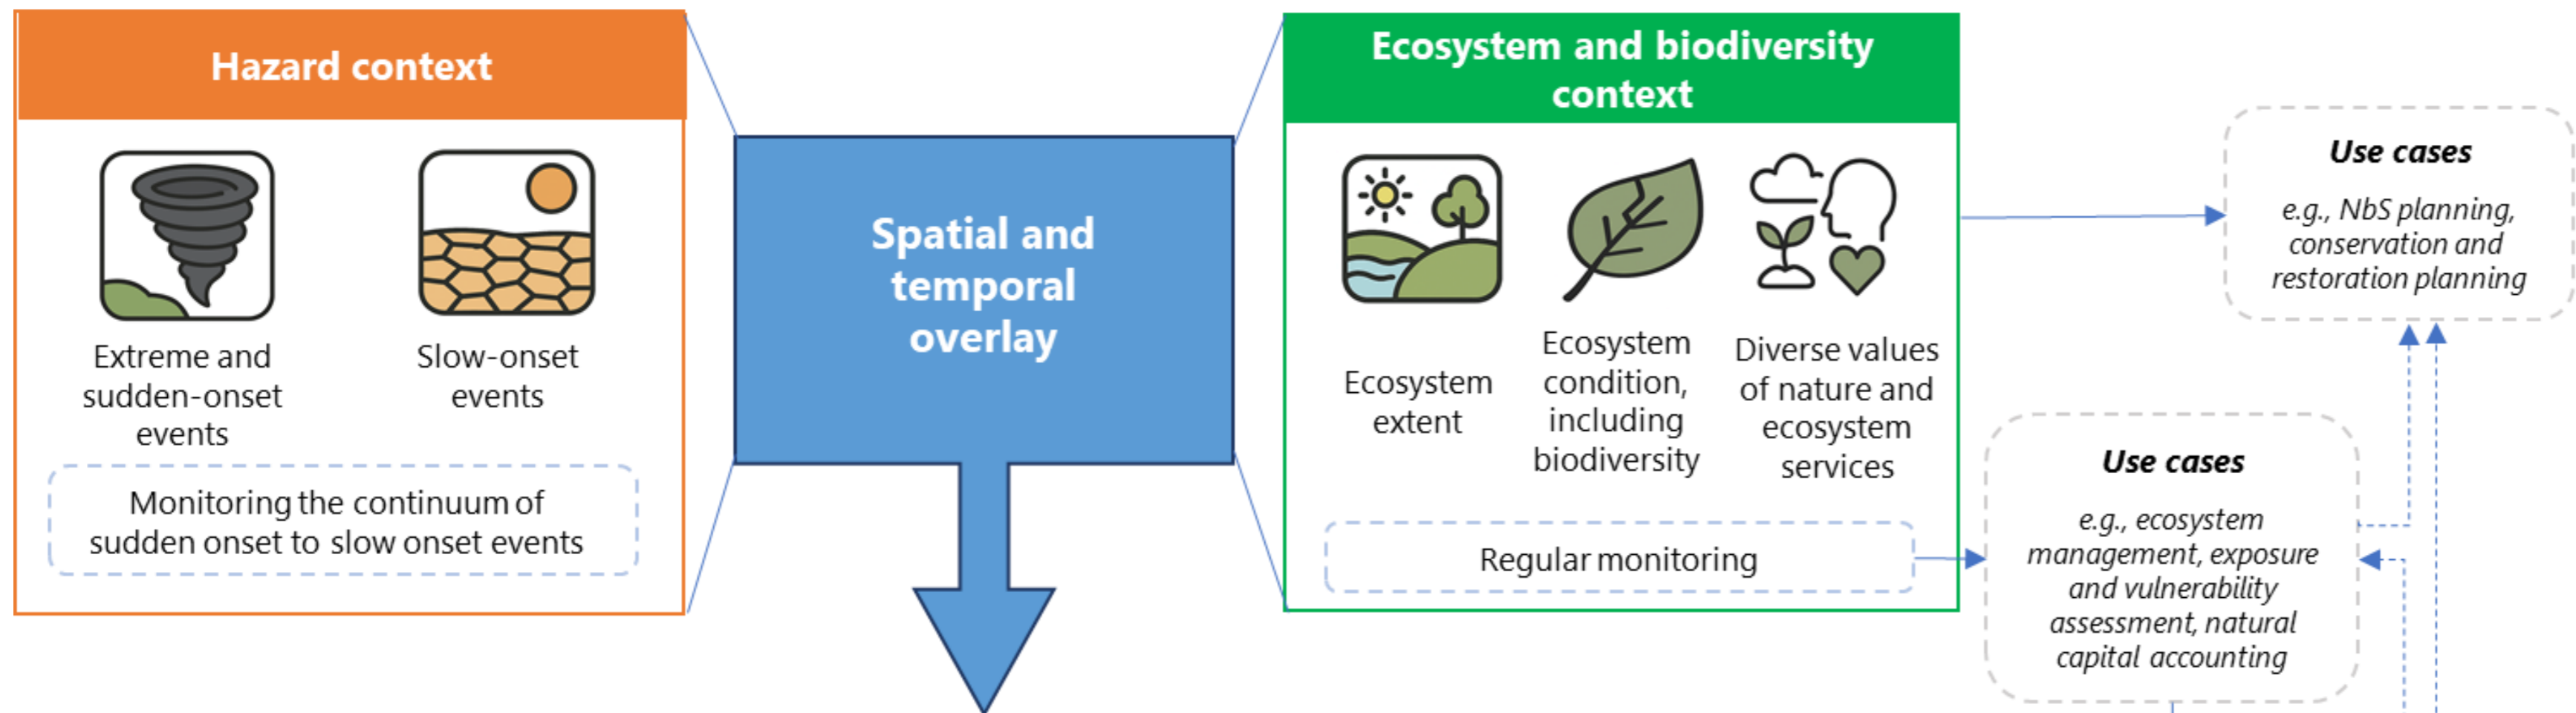 Hazard context
Extreme and
sudden-onset
events
Slow-onset
events
Monitoring the continuum of
sudden onset to slow onset events
Spatial and
temporal
overlay
Ecosystem and biodiversity
context
Ecosystem
extent
Ecosystem
condition,
including
biodiversity
Diverse values
of nature and
ecosystem
services
Regular monitoring
Use cases
e.g., NbS planning,
conservation and
restoration planning
Use cases
e.g., ecosystem
management, exposure
and vulnerability
assessment, natural
capital accounting